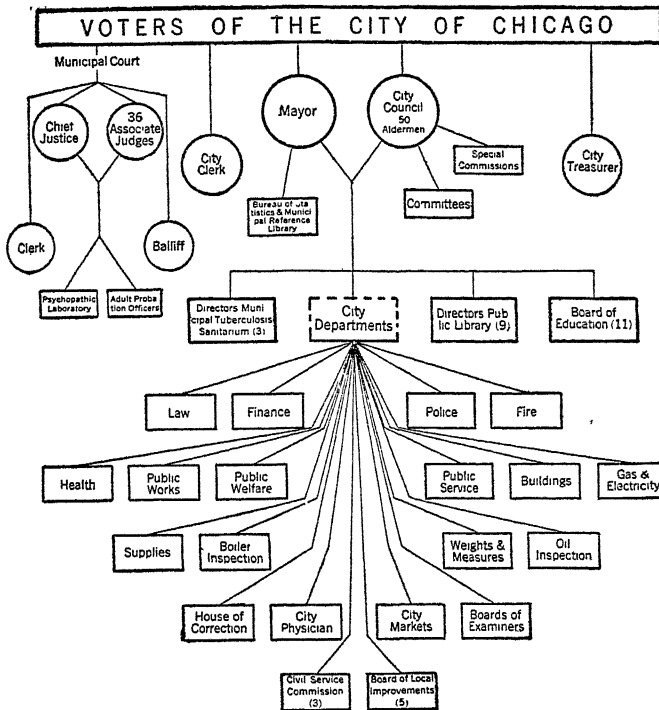 VOTERS OF THE CITY OF CHICAGO
Municipal Court
Chief
Justice
36
Associate
Judges
City
Clerk
Mayor
City
Council
50
Aldermen
Special
Commissions
City
Treasurer
Committees
Bureau of Sta
tistics & Munici
pal Reference
Library
Clerk
Bailiff
Psychopathic
Laboratory
Adult Proba
tion Officers
Directors Muni
cipal Tuberculosis
Sanitarium (3)
City
Departments
Directors Pub
lic Library (9)
Board of
Education (11)
Law
Finance
Police
Fire
Health
Public
Works
Public
Welfare
Public
Service
Buildings
Gas &
Electricity
Supplies
Boiler
Inspection
Weights &
Measures
Oil
Inspection
House of
Correction
City
Physician
City
Markets
Boards of
Examiners
Civil Service
Commission
(3)
Board of Local
Improvements
(5)